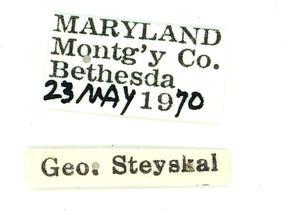 MARYLAND
Montg'y Co.
Bethesda
23 MAY 1970
Geo. Steyskal